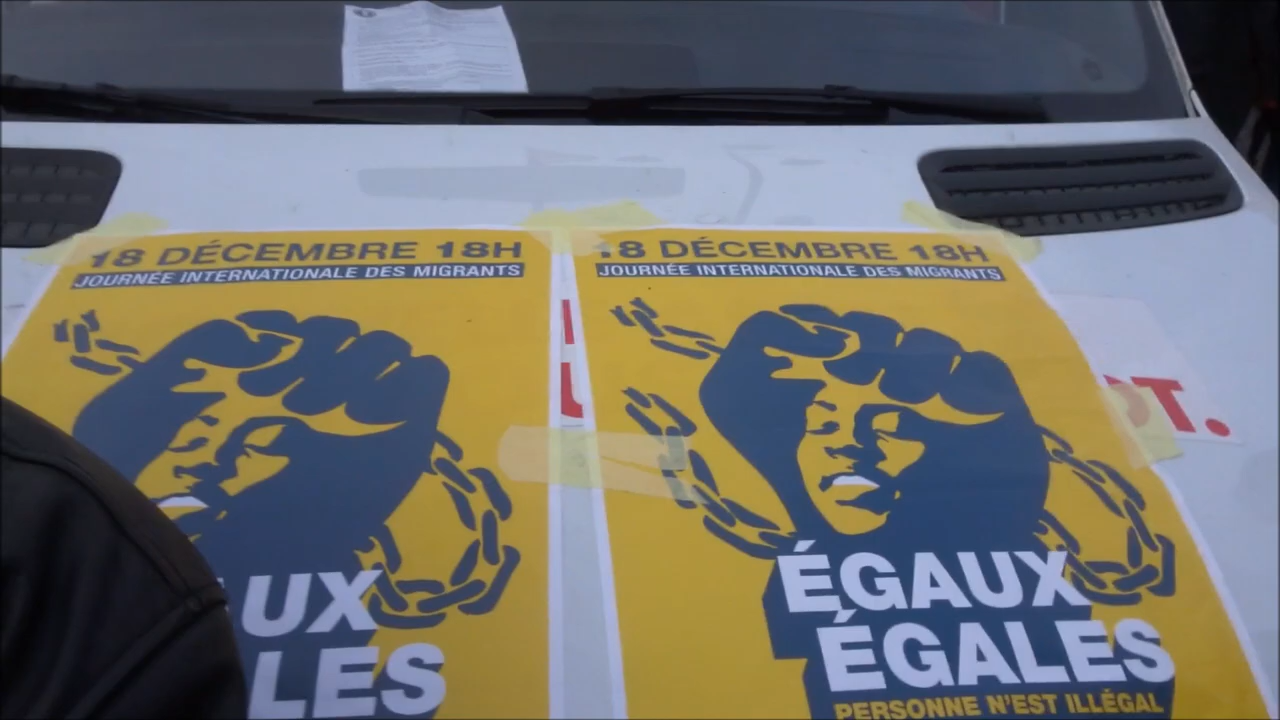 18 DÉCEMBRE 18H
JOURNÉE INTERNATIONALE DES MIGRANTS
UX
LES
18 DÉCEMBRE 18H
JOURNÉE INTERNATIONALE DES MIGRANTS
ÉGAUX
ÉGALES
PERSONNE N'EST ILLÉGAL
T.